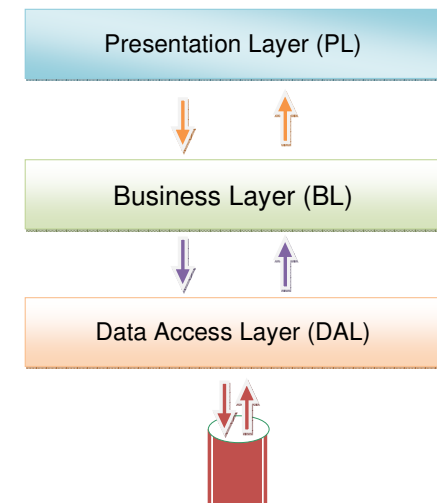 Presentation Layer (PL)
Business Layer (BL)
Data Access Layer (DAL)